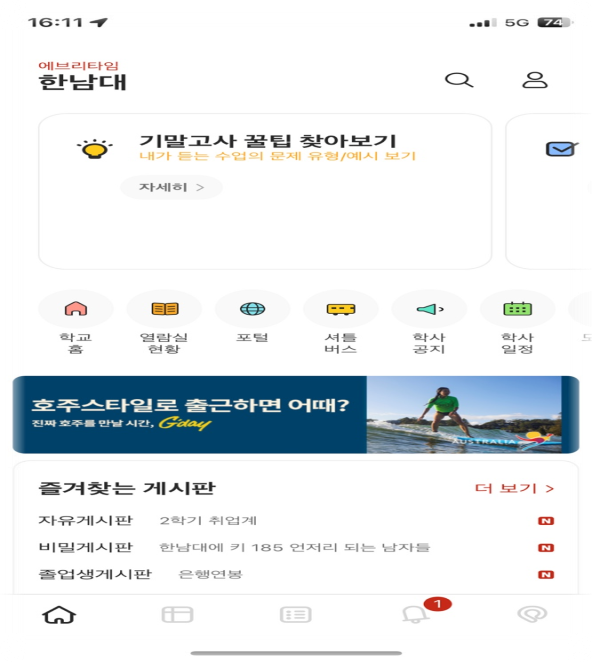 16:11
5G 74
에브리타임
한남대
기말고사 꿀팁 찾아보기
내가 듣는 수업의 문제 유형/예시 보기
자세히 >
학교
홈
열람실
현황
포털
셔틀
버스
학사
공지
학사
일정
호주스타일로 출근하면 어때?
진짜 호주를 만날 시간, G'day
AUSTRALIA
즐겨찾는 게시판
더 보기 >
자유게시판 2학기 취업계 N
비밀게시판 한남대에 키 185 언저리 되는 남자들 N
졸업생게시판 은행연봉 N
1